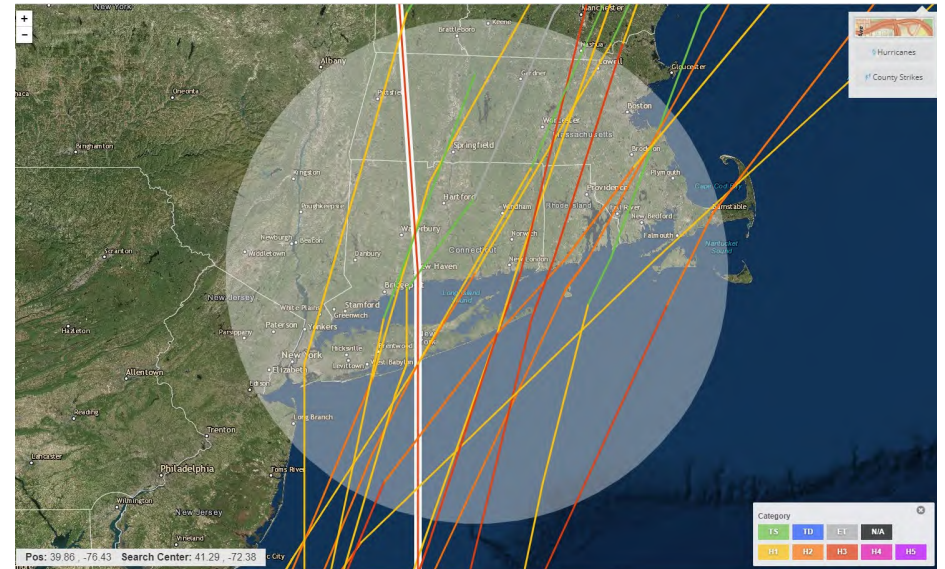 New York
Manchester
Keene
Brattleboro
Nashua
+
−
Albany
Lowell
Gloucester
Hurricanes
Gardner
County Strikes
Pittsfield
Oneonta
Boston
Worcester
Massachusetts
Binghamton
Springfield
Brockton
Kingston
Plymouth
Providence
Cape Cod Bay
Hartford
Poughkeepsie
Windham
Rhode Island
Barnstable
New Bedford
Waterbury
Falmouth
Newburgh
Beacon
Norwich
Nantucket
Sound
Middletown
Danbury
Connecticut
Scranton
New London
New Haven
Bridgeport
Long Island
Sound
New Jersey
White Plains
Stamford
Greenwich
Paterson
Yonkers
Hazleton
Parsippany
Hicksville
Brentwood
New York
Levittown
West Babylon
Elizabeth
Allentown
Edison
Reading
Long Branch
Trenton
Lancaster
Philadelphia
Toms River
Wilmington
New Jersey
Vineland
Category
TS
TD
ET
N/A
H1
H2
H3
H4
H5
Pos: 39.86 , -76.43 Search Center: 41.29 , -72.38
c City